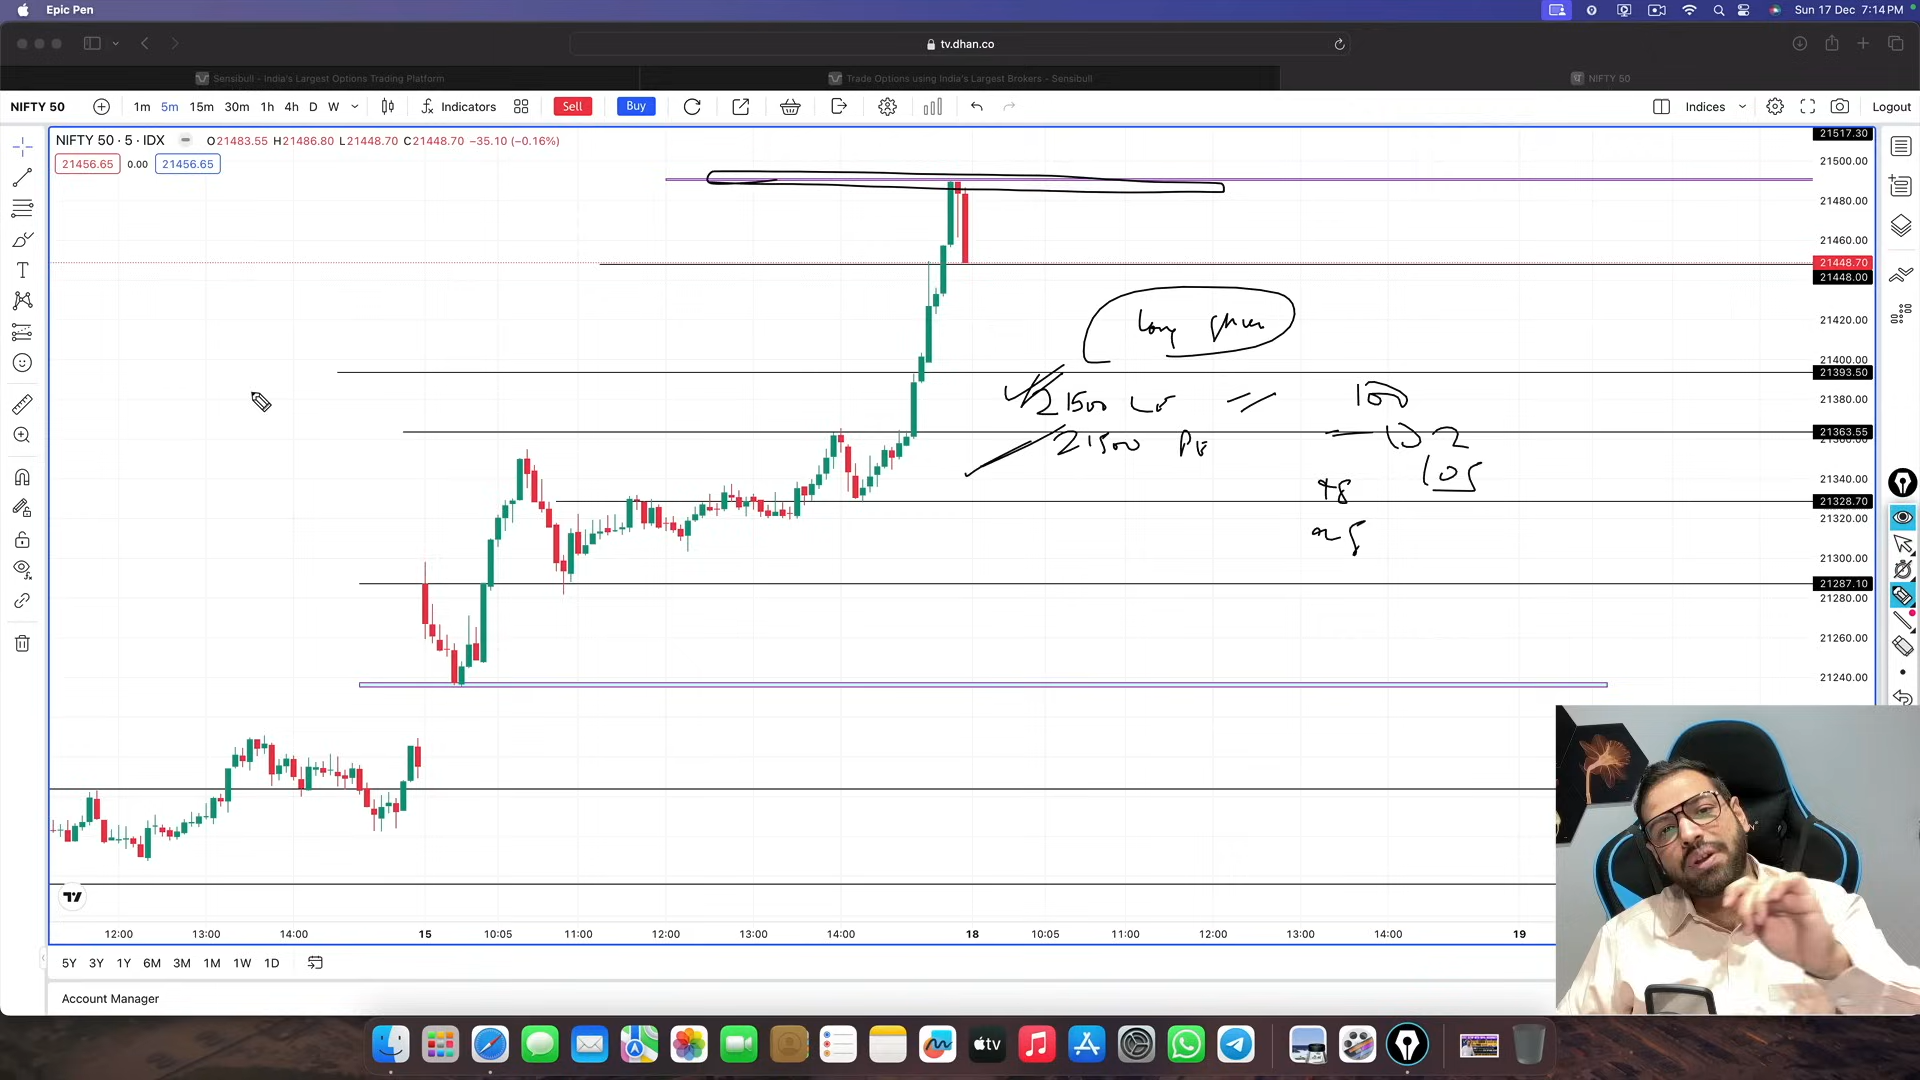 Epic Pen
Sun 17 Dec 7:14 PM
tv.dhan.co
Sensibull - India's Largest Options Trading Platform
Trade Options using India's Largest Brokers - Sensibull
NIFTY 50
NIFTY 50 1m 5m 15m 30m 1h 4h D W Indicators Sell Buy Indices Logout
NIFTY 50 · 5 · IDX O21483.55 H21486.80 L21448.70 C21448.70 −35.10 (−0.16%)
21456.65 0.00 21456.65
21517.30
21500.00
21480.00
21460.00
21448.70
21448.00
21420.00
21400.00
21393.50
21380.00
21363.55
21340.00
21328.70
21320.00
21300.00
21287.10
21280.00
21260.00
21240.00
long
21500 = 100
21500 PE 102
105
+8
12:00 13:00 14:00 15 10:05 11:00 12:00 13:00 14:00 18 10:05 11:00 12:00 13:00 14:00 19
5Y 3Y 1Y 6M 3M 1M 1W 1D
Account Manager
tv